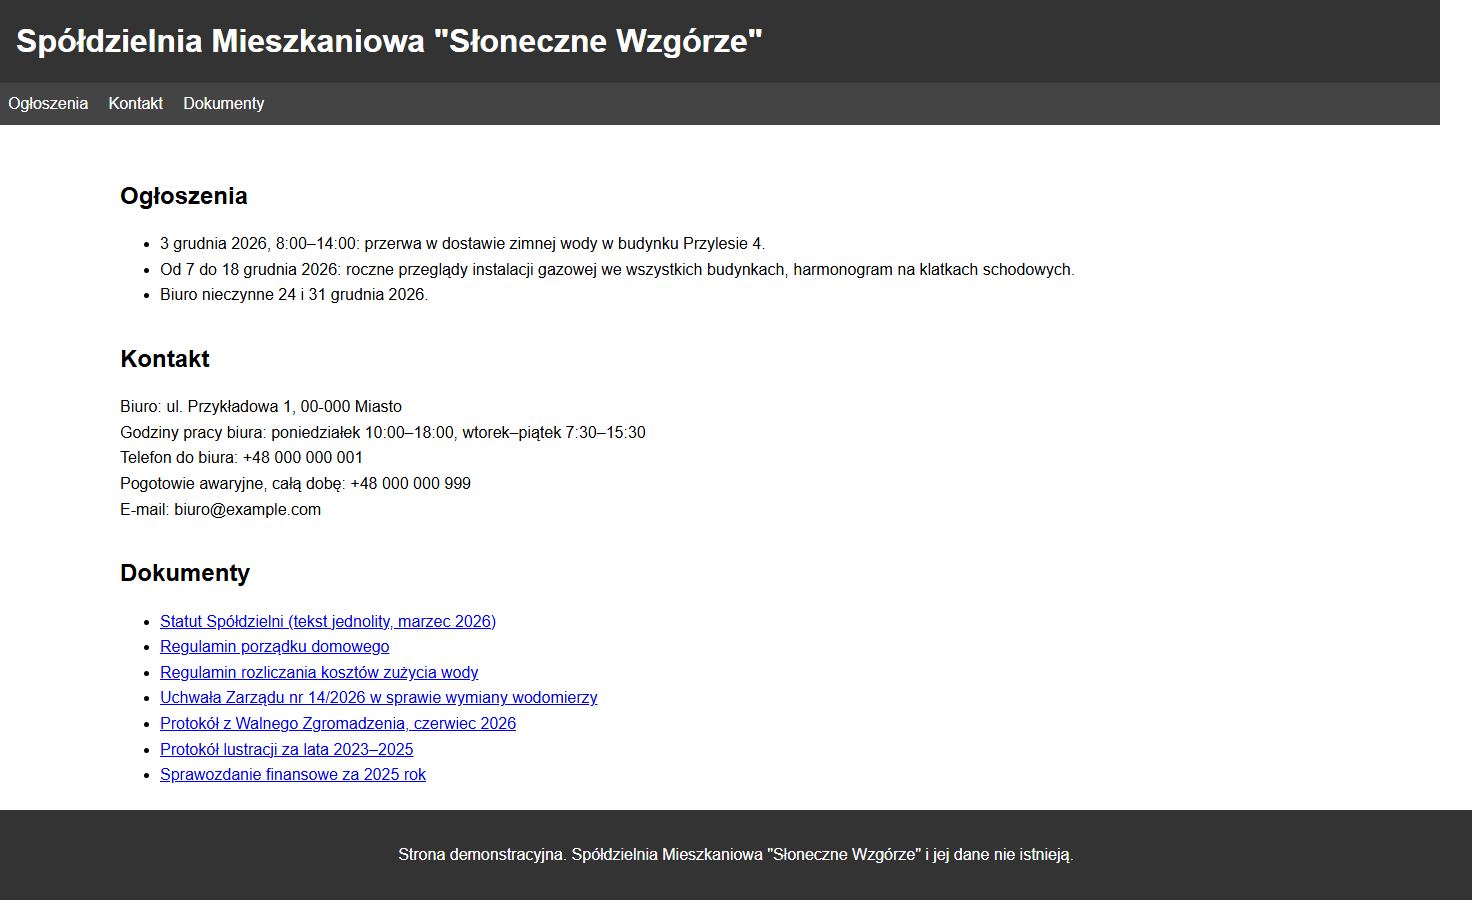 Spółdzielnia Mieszkaniowa "Słoneczne Wzgórze"
Ogłoszenia Kontakt Dokumenty
Ogłoszenia
3 grudnia 2026, 8:00–14:00: przerwa w dostawie zimnej wody w budynku Przylesie 4.
Od 7 do 18 grudnia 2026: roczne przeglądy instalacji gazowej we wszystkich budynkach, harmonogram na klatkach schodowych.
Biuro nieczynne 24 i 31 grudnia 2026.
Kontakt
Biuro: ul. Przykładowa 1, 00-000 Miasto
Godziny pracy biura: poniedziałek 10:00–18:00, wtorek–piątek 7:30–15:30
Telefon do biura: +48 000 000 001
Pogotowie awaryjne, całą dobę: +48 000 000 999
E-mail: biuro@example.com
Dokumenty
Statut Spółdzielni (tekst jednolity, marzec 2026)
Regulamin porządku domowego
Regulamin rozliczania kosztów zużycia wody
Uchwała Zarządu nr 14/2026 w sprawie wymiany wodomierzy
Protokół z Walnego Zgromadzenia, czerwiec 2026
Protokół lustracji za lata 2023–2025
Sprawozdanie finansowe za 2025 rok
Strona demonstracyjna. Spółdzielnia Mieszkaniowa "Słoneczne Wzgórze" i jej dane nie istnieją.